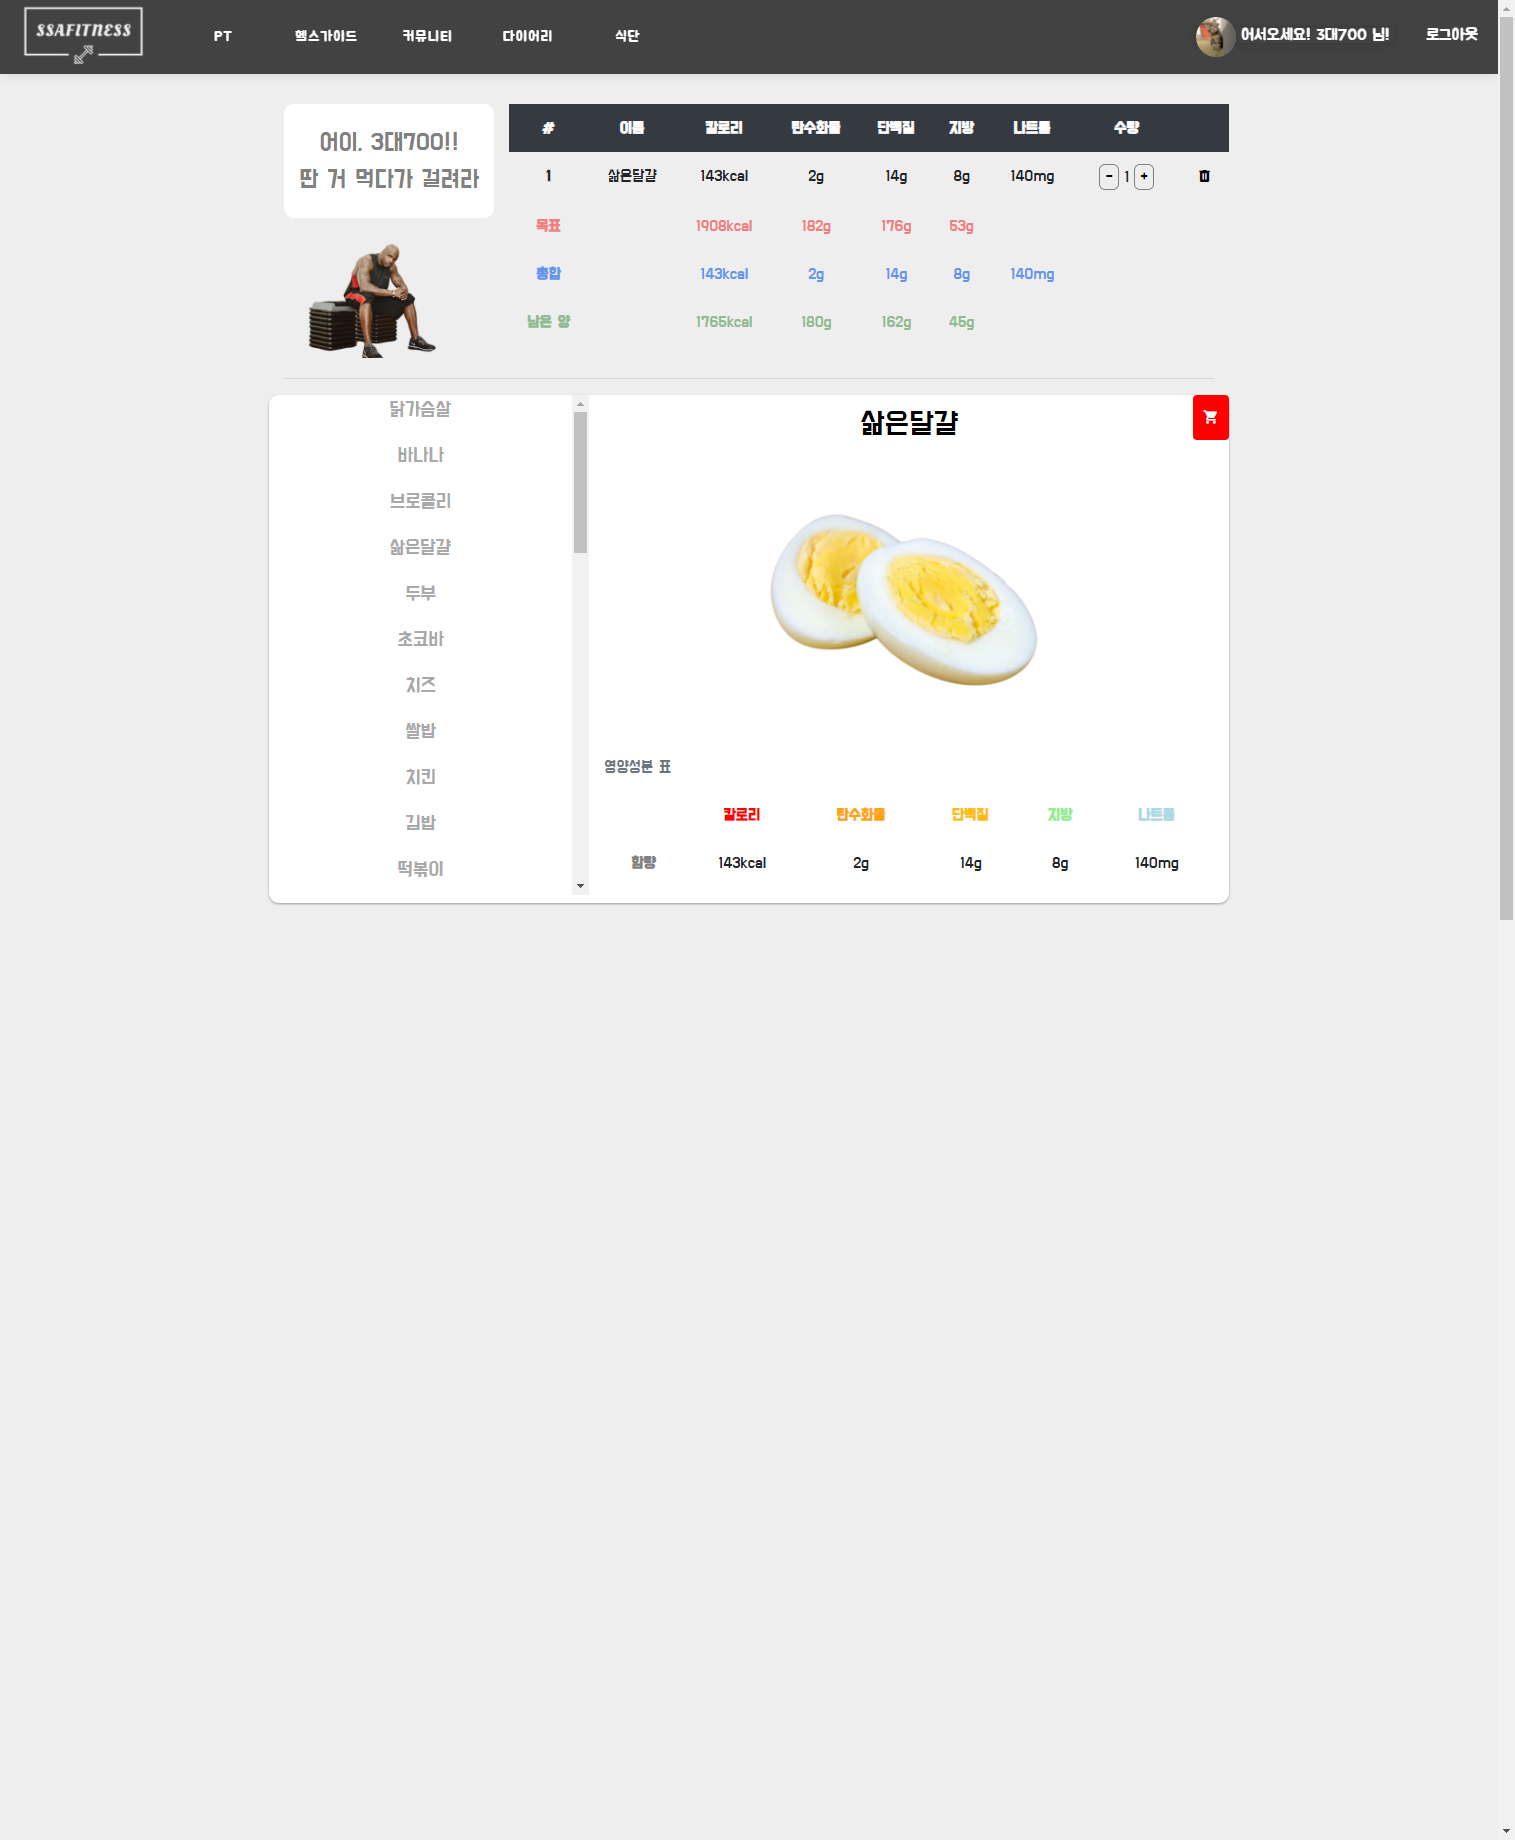 SSAFITNESS
PT 헬스가이드 커뮤니티 다이어리 식단
어서오세요! 3대700 님! 로그아웃
어이. 3대700!!
딴 거 먹다가 걸려라
# 이름 칼로리 탄수화물 단백질 지방 나트륨 수량
1 삶은달걀 143kcal 2g 14g 8g 140mg - 1 +
목표 1908kcal 182g 176g 53g
총합 143kcal 2g 14g 8g 140mg
남은 양 1765kcal 180g 162g 45g
닭가슴살
바나나
브로콜리
삶은달걀
두부
초코바
치즈
쌀밥
치킨
김밥
떡볶이
삶은달걀
영양성분 표
칼로리 탄수화물 단백질 지방 나트륨
함량 143kcal 2g 14g 8g 140mg